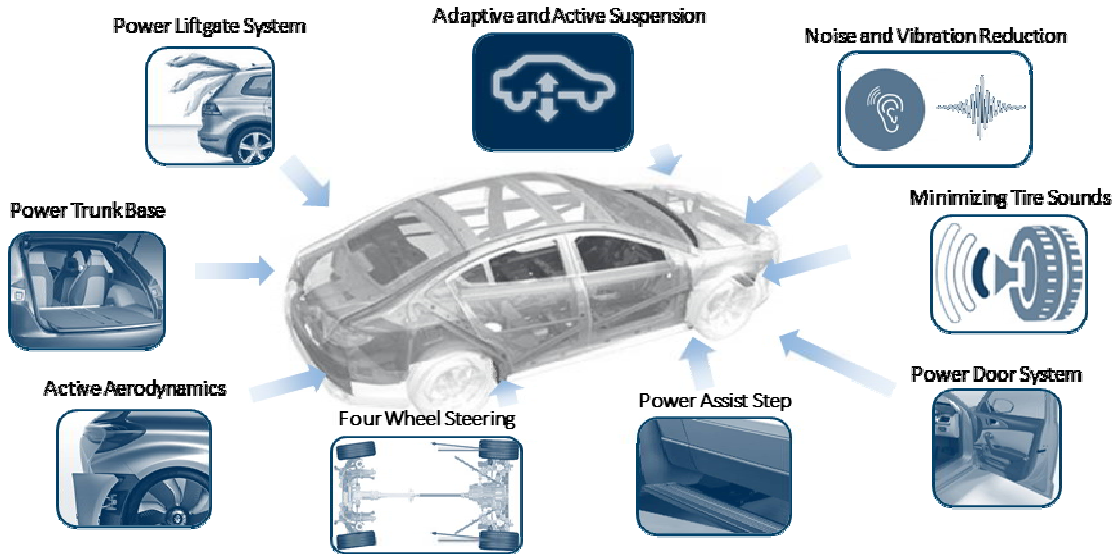 Power Liftgate System
Adaptive and Active Suspension
Noise and Vibration Reduction
Power Trunk Base
Minimizing Tire Sounds
Active Aerodynamics
Four Wheel Steering
Power Assist Step
Power Door System